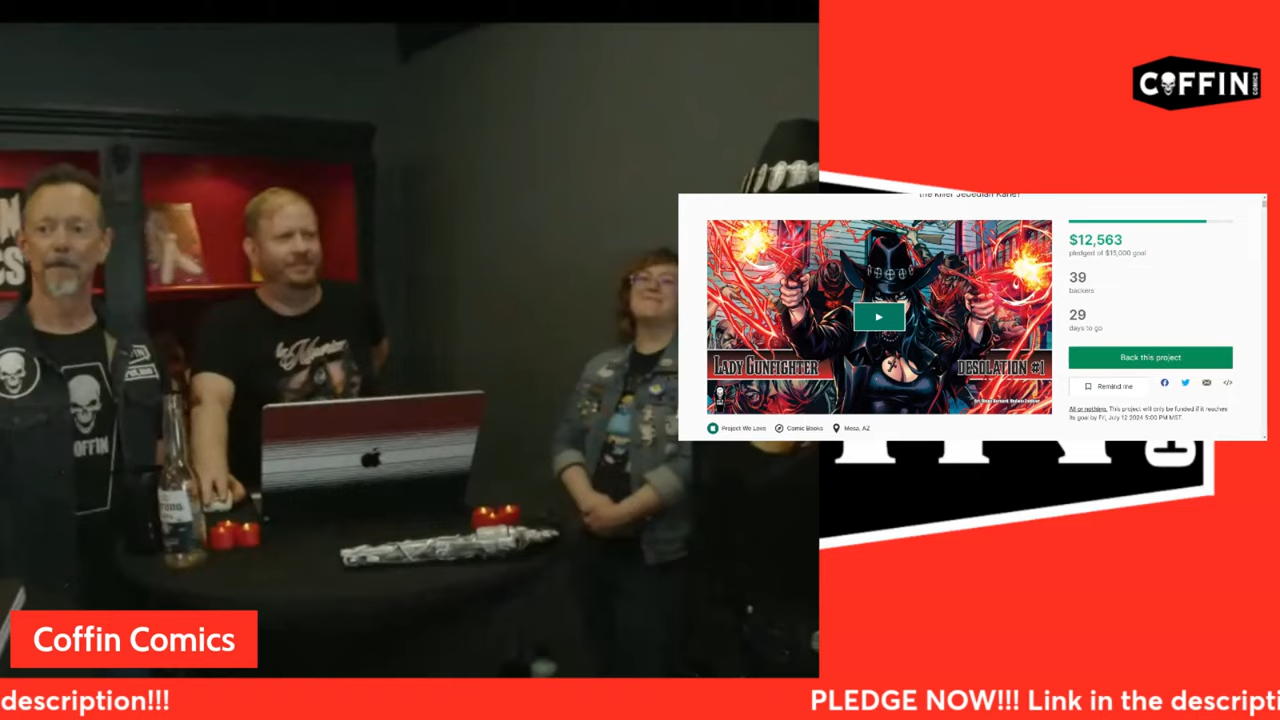 COFFIN
COMICS
the killer Jebediah Kane?
$12,563
pledged of $15,000 goal
39
backers
29
days to go
Back this project
Remind me
All or nothing. This project will only be funded if it reaches
its goal by Fri, July 12 2024 5:00 PM MST.
LADY GUNFIGHTER
DESOLATION #1
Project We Love
Comic Books
Mesa, AZ
COFFIN
Coffin Comics
description!!!
PLEDGE NOW!!! Link in the descripti